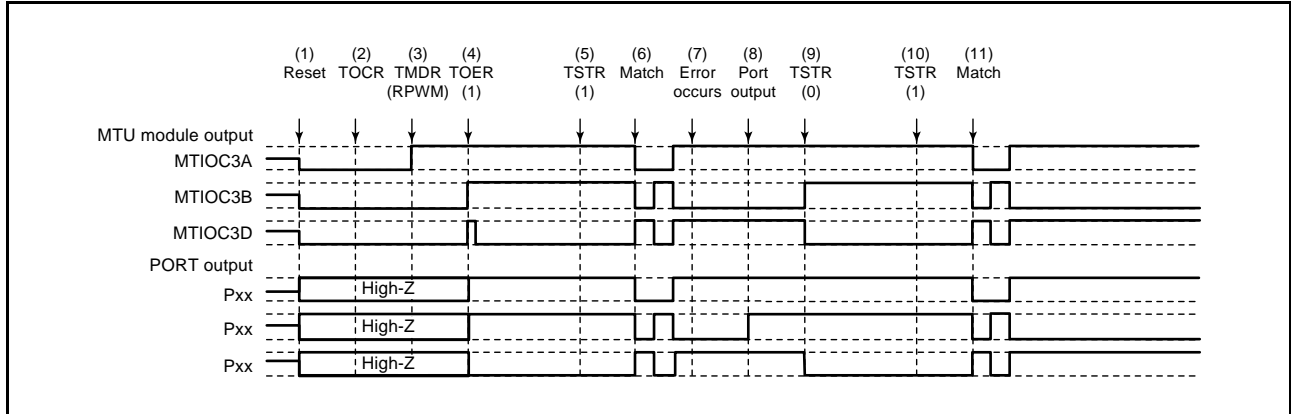 (1) (2) (3) (4) (5) (6) (7) (8) (9) (10) (11)
Reset TOCR TMDR TOER TSTR Match Error Port TSTR TSTR Match
(RPWM) (1) (1) occurs output (0) (1)
MTU module output
MTIOC3A
MTIOC3B
MTIOC3D
PORT output
Pxx High-Z
Pxx High-Z
Pxx High-Z